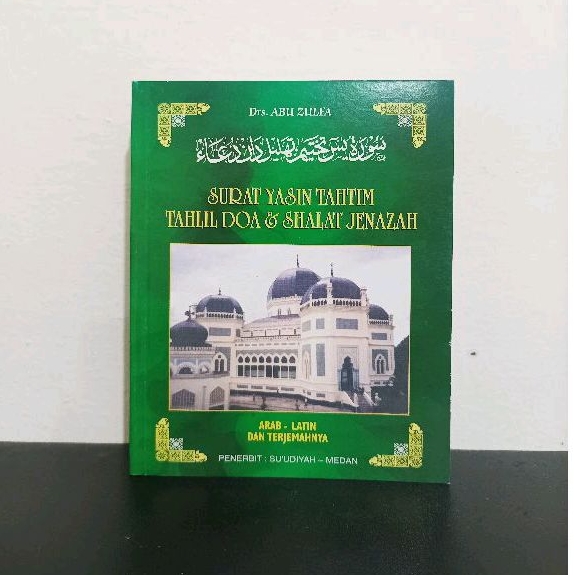 Drs. ABU ZULFA
سورة يس تختيم تهليل دان دعاء
SURAT YASIN TAHTIM
TAHLIL DOA & SHALAT JENAZAH
ARAB - LATIN
DAN TERJEMAHNYA
PENERBIT : SU'UDIYAH – MEDAN